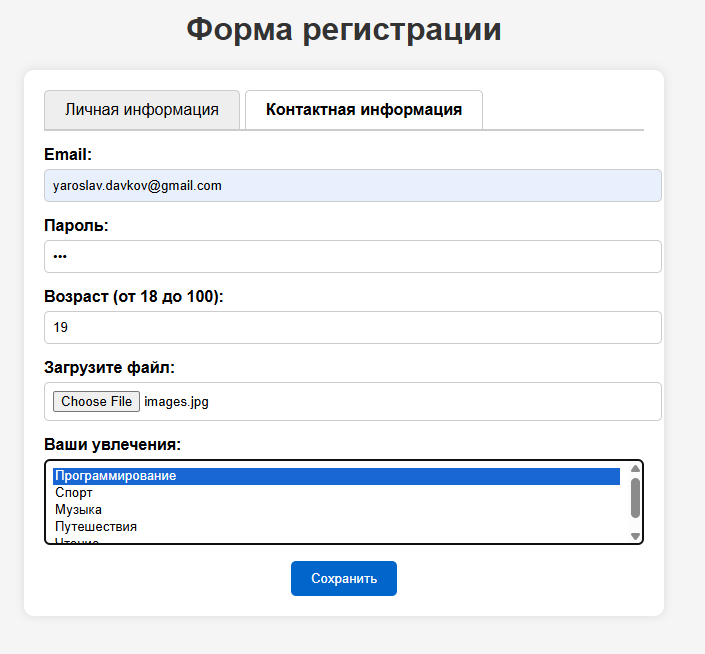 Форма регистрации
Личная информация Контактная информация
Email:
yaroslav.davkov@gmail.com
Пароль:
•••
Возраст (от 18 до 100):
19
Загрузите файл:
Choose File images.jpg
Ваши увлечения:
Программирование
Спорт
Музыка
Путешествия
Чтение
Сохранить